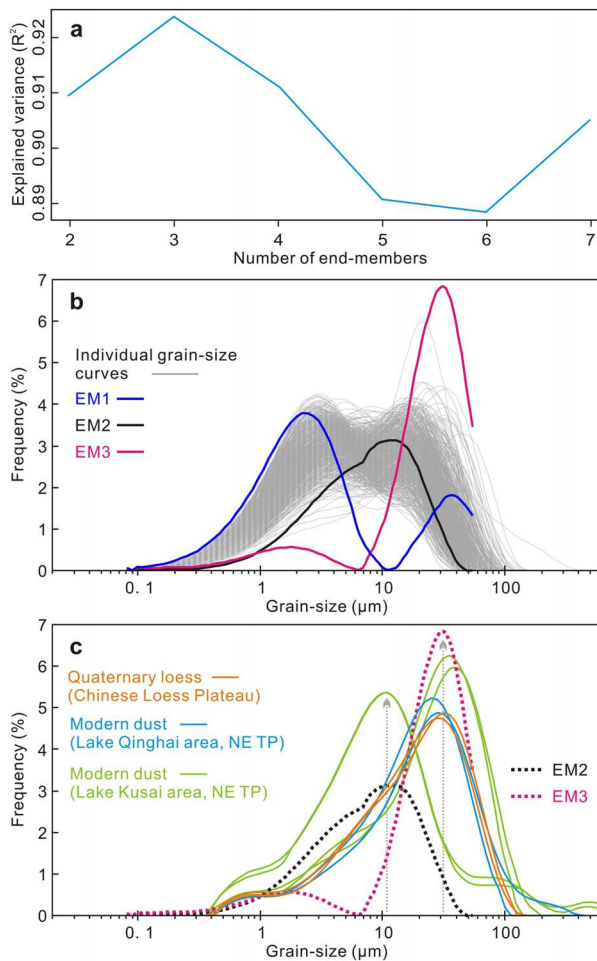 a
Explained variance (R²)
0.92
0.91
0.90
0.89
2 3 4 5 6 7
Number of end-members
b
Frequency (%)
7
6
5
4
3
2
1
0
Individual grain-size
curves
EM1
EM2
EM3
0.1 1 10 100
Grain-size (μm)
c
Frequency (%)
7
6
5
4
3
2
1
0
Quaternary loess
(Chinese Loess Plateau)
Modern dust
(Lake Qinghai area, NE TP)
Modern dust
(Lake Kusai area, NE TP)
EM2
EM3
0.1 1 10 100
Grain-size (μm)